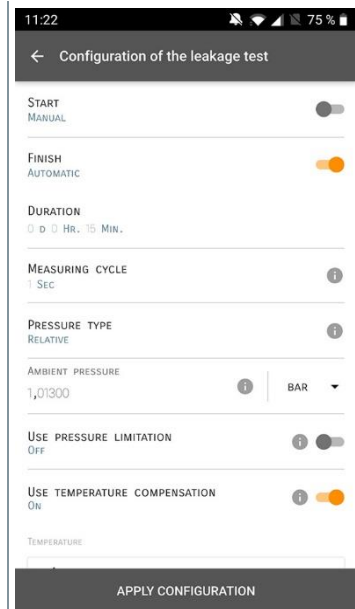 11:22 75 %
Configuration of the leakage test
START
MANUAL
FINISH
AUTOMATIC
DURATION
0 D 0 HR. 15 MIN.
MEASURING CYCLE
1 SEC
PRESSURE TYPE
RELATIVE
AMBIENT PRESSURE
1,01300 BAR
USE PRESSURE LIMITATION
OFF
USE TEMPERATURE COMPENSATION
ON
TEMPERATURE
APPLY CONFIGURATION